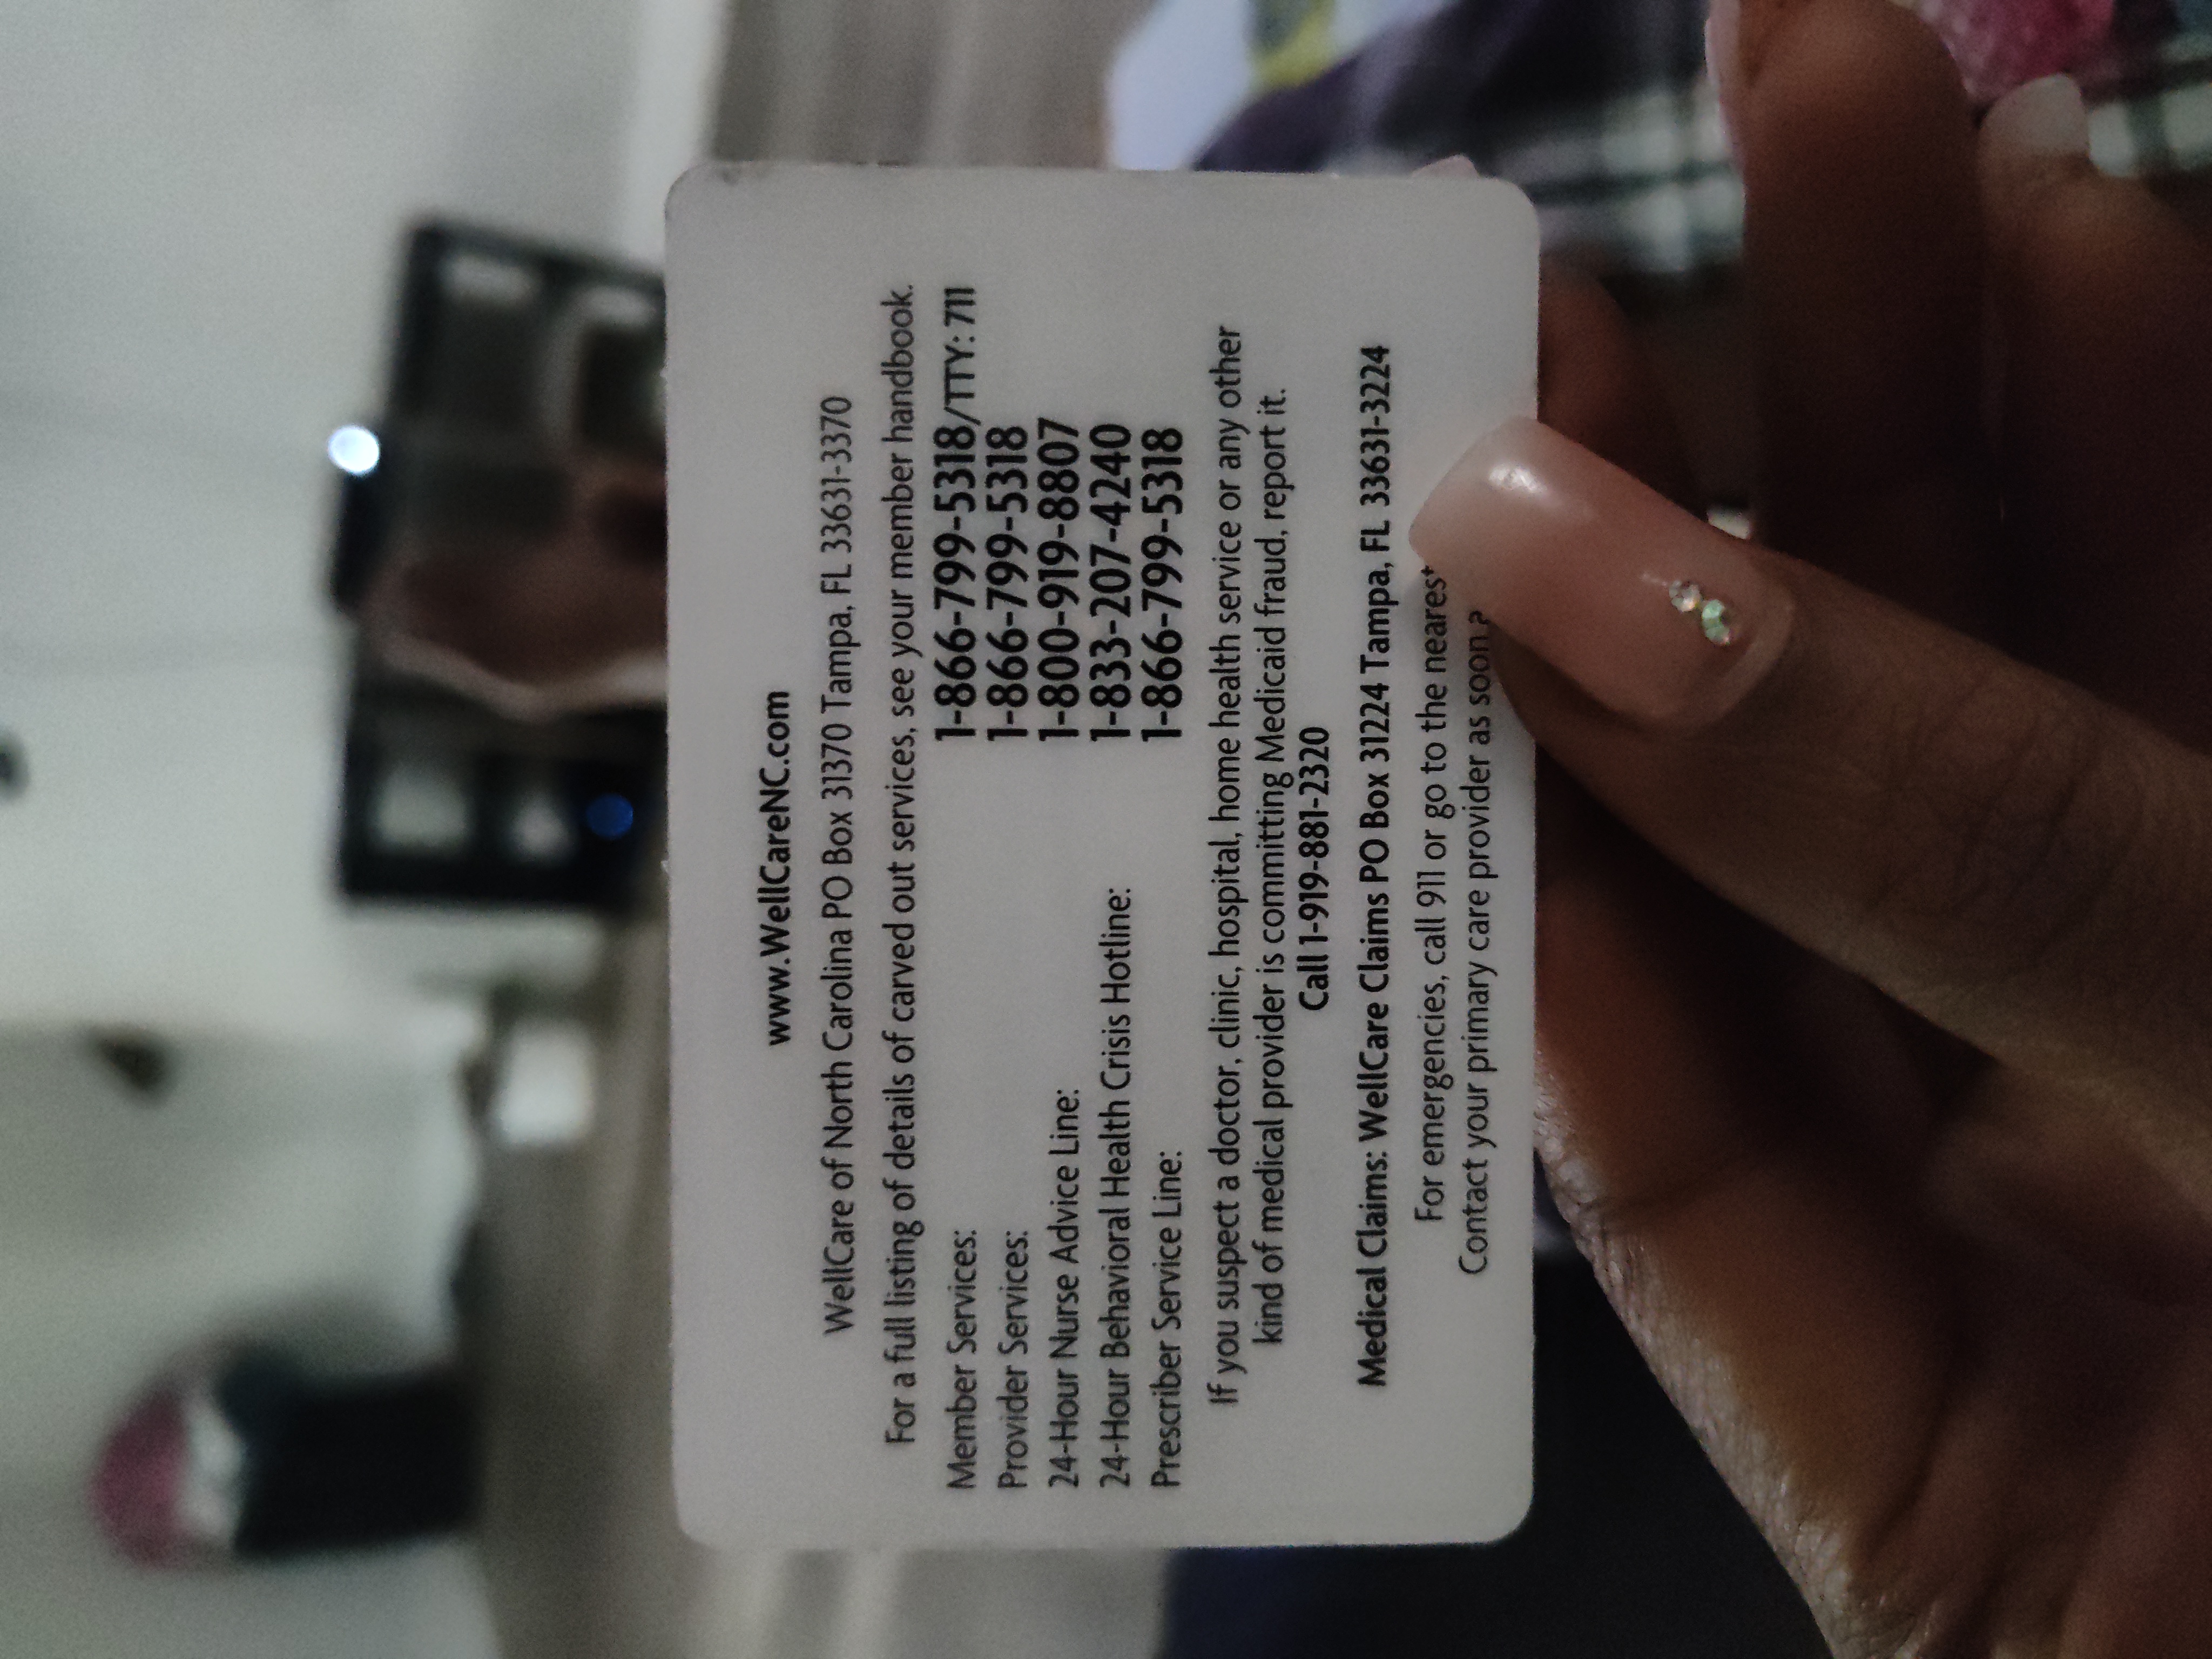 www.WellCareNC.com
WellCare of North Carolina PO Box 31370 Tampa, FL 33631-3370
For a full listing of details of carved out services, see your member handbook.
Member Services: 1-866-799-5318/TTY: 711
Provider Services: 1-866-799-5318
24-Hour Nurse Advice Line: 1-800-919-8807
24-Hour Behavioral Health Crisis Hotline: 1-833-207-4240
Prescriber Service Line: 1-866-799-5318
If you suspect a doctor, clinic, hospital, home health service or any other
kind of medical provider is committing Medicaid fraud, report it.
Call 1-919-881-2320
Medical Claims: WellCare Claims PO Box 31224 Tampa, FL 33631-3224
For emergencies, call 911 or go to the nearest
Contact your primary care provider as soon